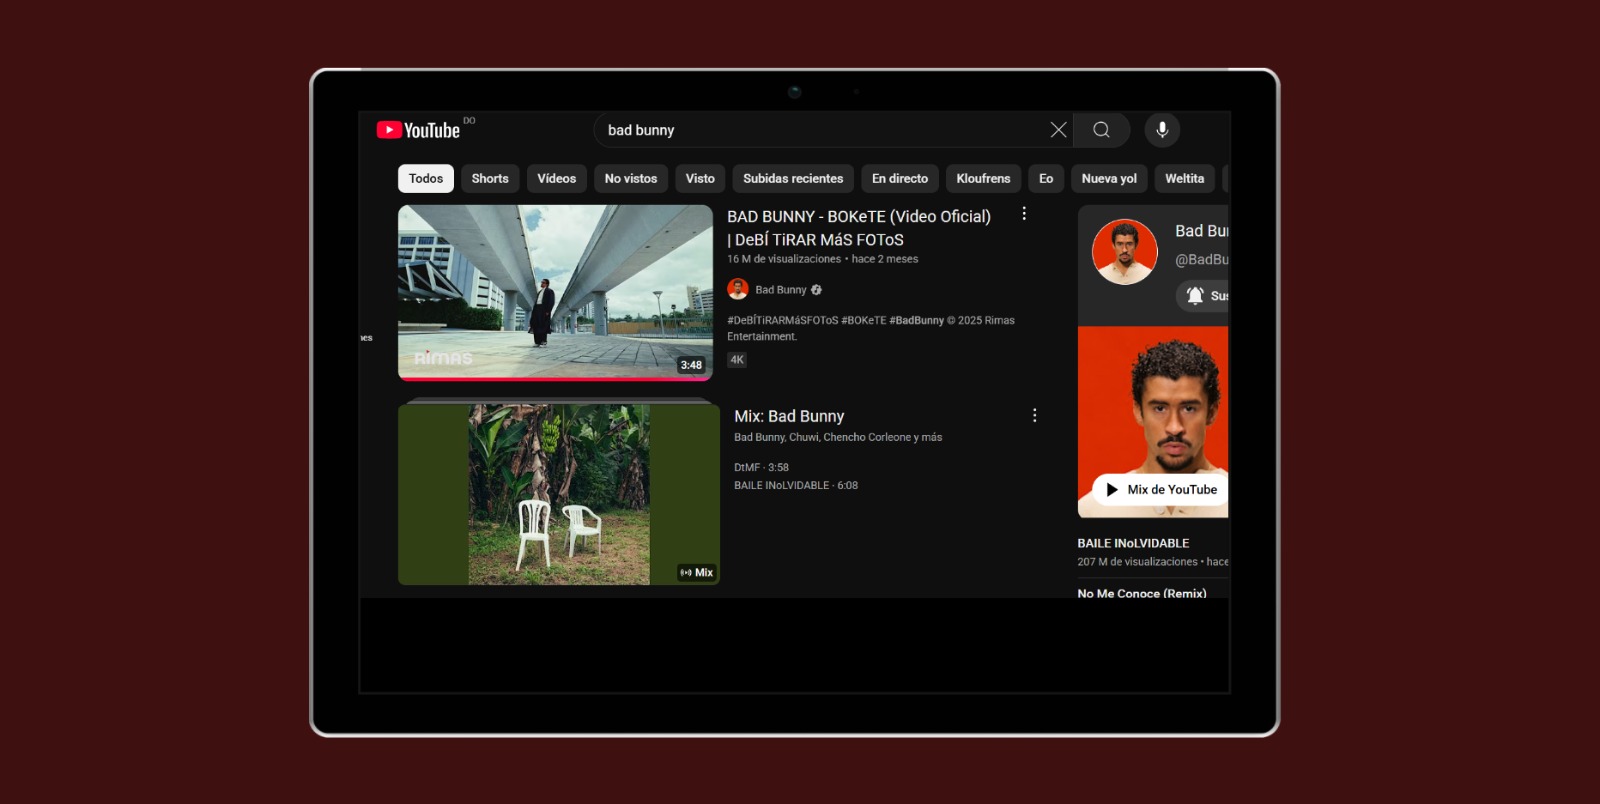 YouTube DO
bad bunny
Todos
Shorts
Vídeos
No vistos
Visto
Subidas recientes
En directo
Kloufrens
Eo
Nueva yol
Weltita
RIMAS
3:48
BAD BUNNY - BOKeTE (Video Oficial)
| DeBÍ TiRAR MáS FOToS
16 M de visualizaciones • hace 2 meses
Bad Bunny
#DeBÍTiRARMáSFOToS #BOKeTE #BadBunny © 2025 Rimas
Entertainment.
4K
Mix
Mix: Bad Bunny
Bad Bunny, Chuwi, Chencho Corleone y más
DtMF · 3:58
BAILE INoLVIDABLE · 6:08
Bad Bu
@BadBu
Sus
Mix de YouTube
BAILE INoLVIDABLE
207 M de visualizaciones • hace
No Me Conoce (Remix)